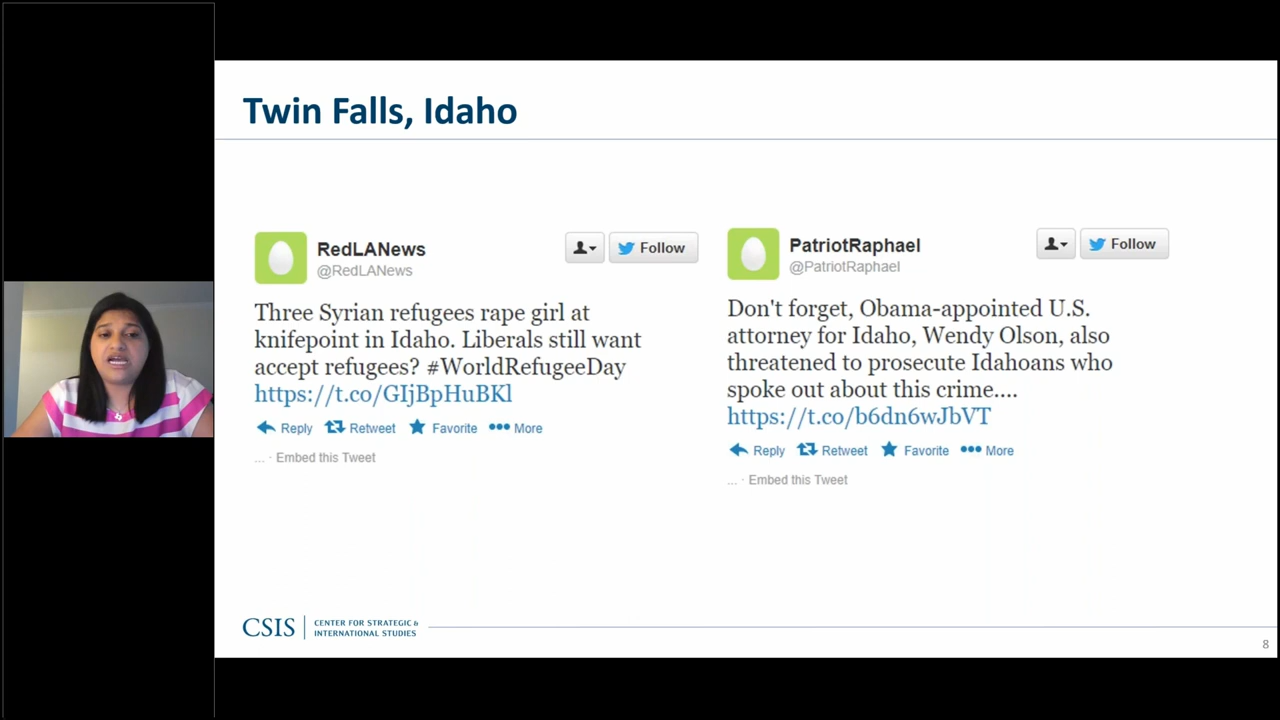 Twin Falls, Idaho
RedLANews
@RedLANews
Follow
Three Syrian refugees rape girl at
knifepoint in Idaho. Liberals still want
accept refugees? #WorldRefugeeDay
https://t.co/GIjBpHuBKl
Reply Retweet Favorite More
... · Embed this Tweet
PatriotRaphael
@PatriotRaphael
Follow
Don't forget, Obama-appointed U.S.
attorney for Idaho, Wendy Olson, also
threatened to prosecute Idahoans who
spoke out about this crime....
https://t.co/b6dn6wJbVT
Reply Retweet Favorite More
... · Embed this Tweet
CSIS
CENTER FOR STRATEGIC &
INTERNATIONAL STUDIES
8